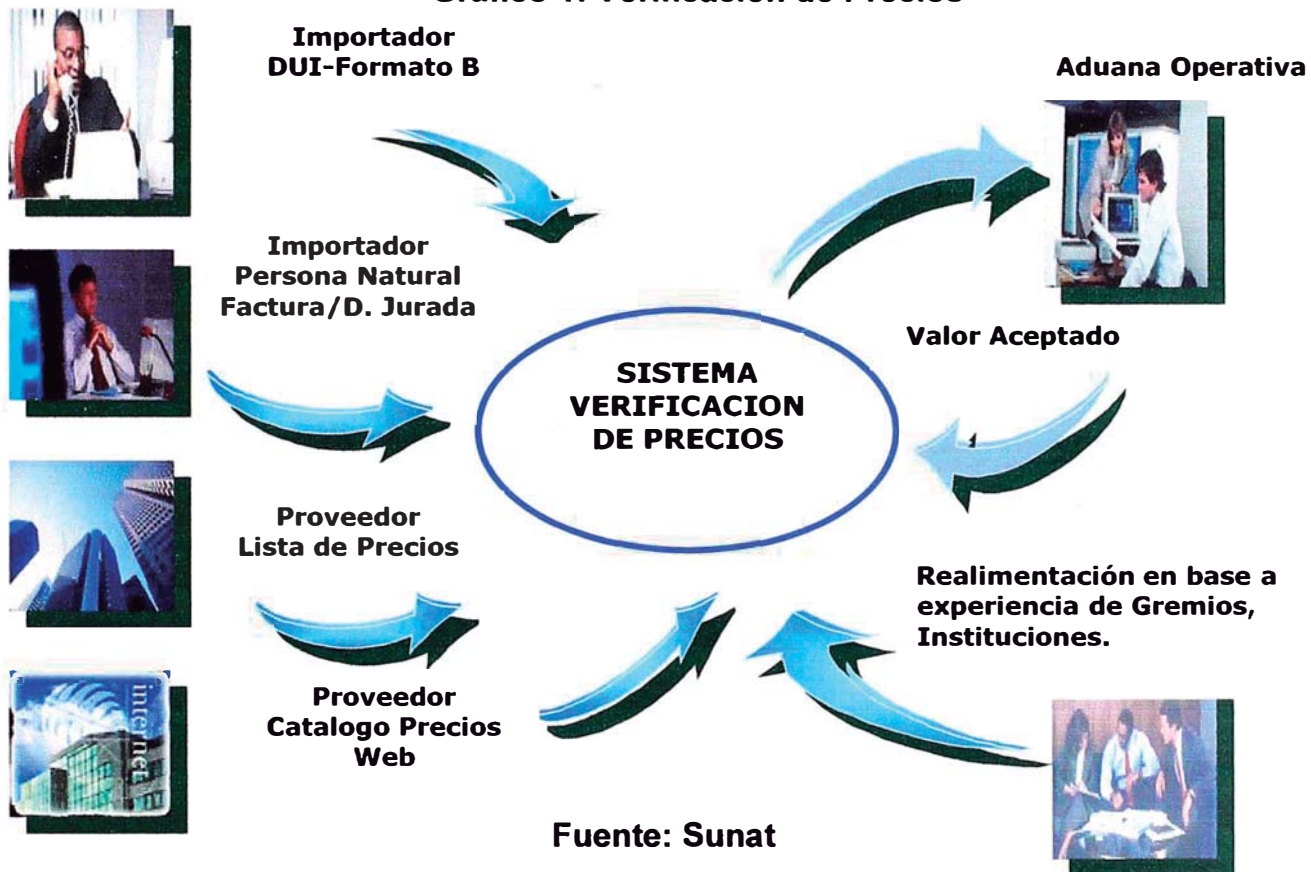 Importador
DUI-Formato B
Aduana Operativa
Importador
Persona Natural
Factura/D. Jurada
SISTEMA
VERIFICACION
DE PRECIOS
Valor Aceptado
Proveedor
Lista de Precios
Realimentación en base a
experiencia de Gremios,
Instituciones.
internet
Proveedor
Catalogo Precios
Web
Fuente: Sunat